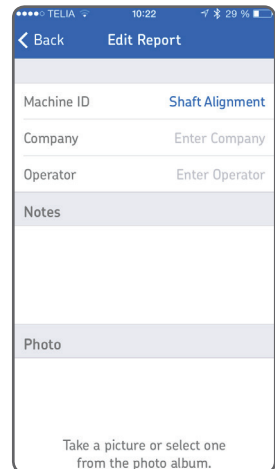 TELIA 10:22 29 %
Back Edit Report
Machine ID Shaft Alignment
Company Enter Company
Operator Enter Operator
Notes
Photo
Take a picture or select one
from the photo album.